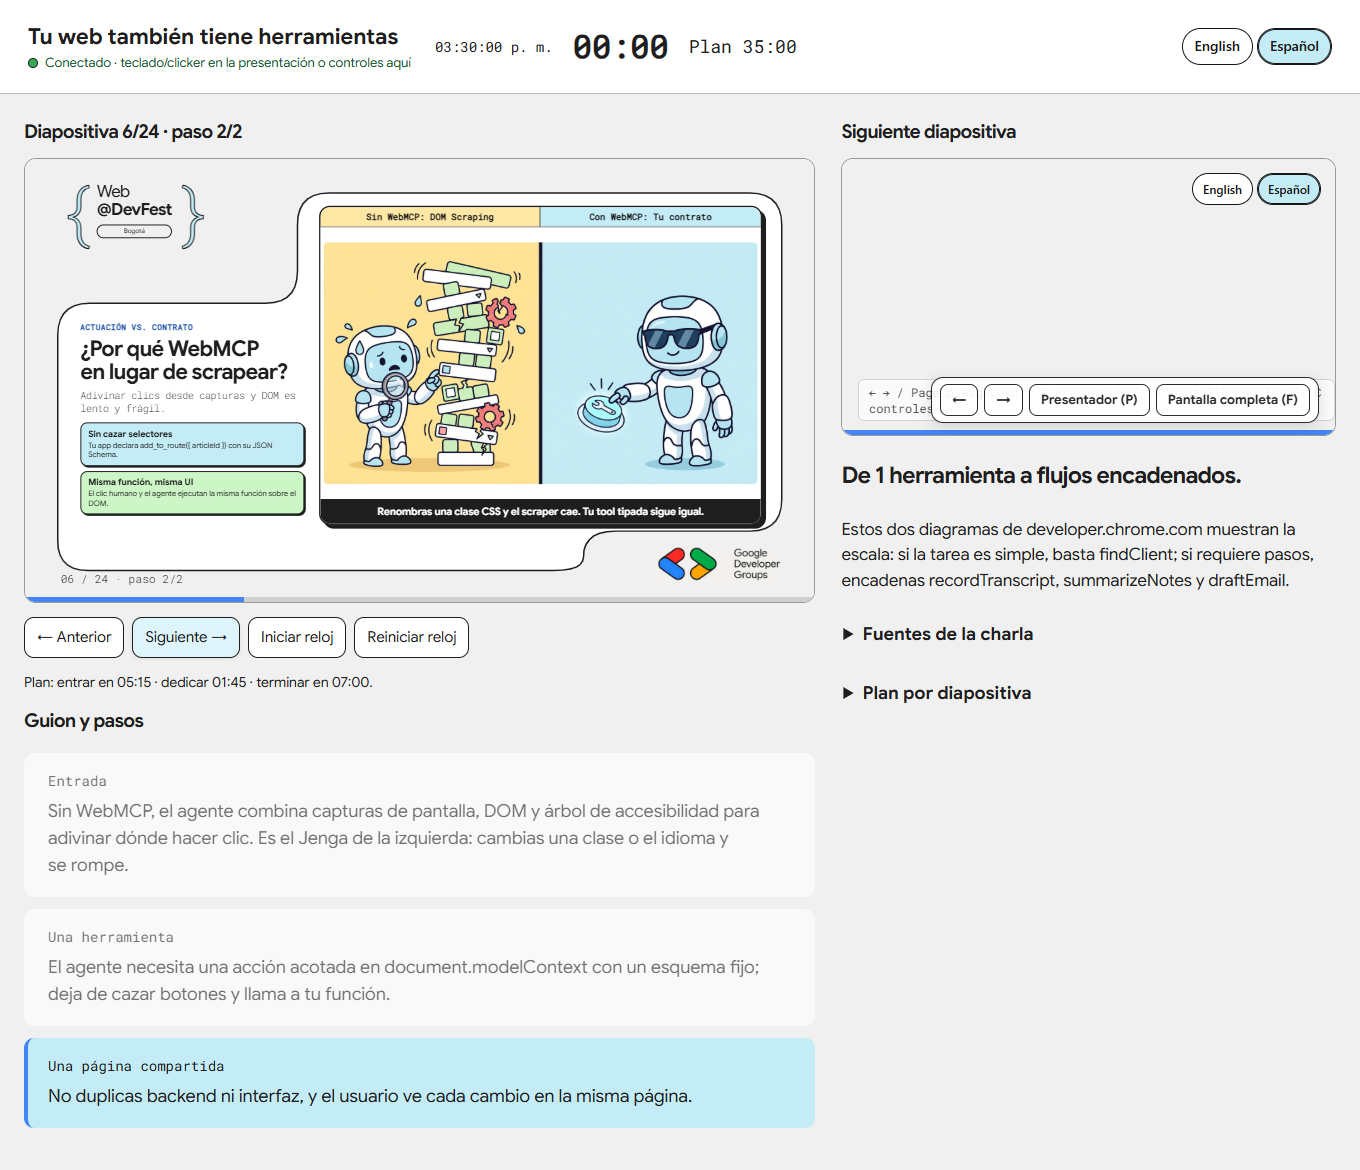 Tu web también tiene herramientas
Conectado · teclado/clicker en la presentación o controles aquí
03:30:00 p. m.
00:00
Plan 35:00
English
Español
Diapositiva 6/24 · paso 2/2
Web
@DevFest
Bogotá
Sin WebMCP: DOM Scraping
Con WebMCP: Tu contrato
ACTUACIÓN VS. CONTRATO
¿Por qué WebMCP
en lugar de scrapear?
Adivinar clics desde capturas y DOM es
lento y frágil.
Sin cazar selectores
Tu app declara add_to_route({ articleId }) con su JSON
Schema.
Misma función, misma UI
El clic humano y el agente ejecutan la misma función sobre el
DOM.
Renombras una clase CSS y el scraper cae. Tu tool tipada sigue igual.
06 / 24 · paso 2/2
Google
Developer
Groups
← Anterior
Siguiente →
Iniciar reloj
Reiniciar reloj
Plan: entrar en 05:15 · dedicar 01:45 · terminar en 07:00.
Guion y pasos
Entrada
Sin WebMCP, el agente combina capturas de pantalla, DOM y árbol de accesibilidad para
adivinar dónde hacer clic. Es el Jenga de la izquierda: cambias una clase o el idioma y
se rompe.
Una herramienta
El agente necesita una acción acotada en document.modelContext con un esquema fijo;
deja de cazar botones y llama a tu función.
Una página compartida
No duplicas backend ni interfaz, y el usuario ve cada cambio en la misma página.
Siguiente diapositiva
English
Español
← → / Pag
controles
←
→
Presentador (P)
Pantalla completa (F)
De 1 herramienta a flujos encadenados.
Estos dos diagramas de developer.chrome.com muestran la
escala: si la tarea es simple, basta findClient; si requiere pasos,
encadenas recordTranscript, summarizeNotes y draftEmail.
Fuentes de la charla
Plan por diapositiva